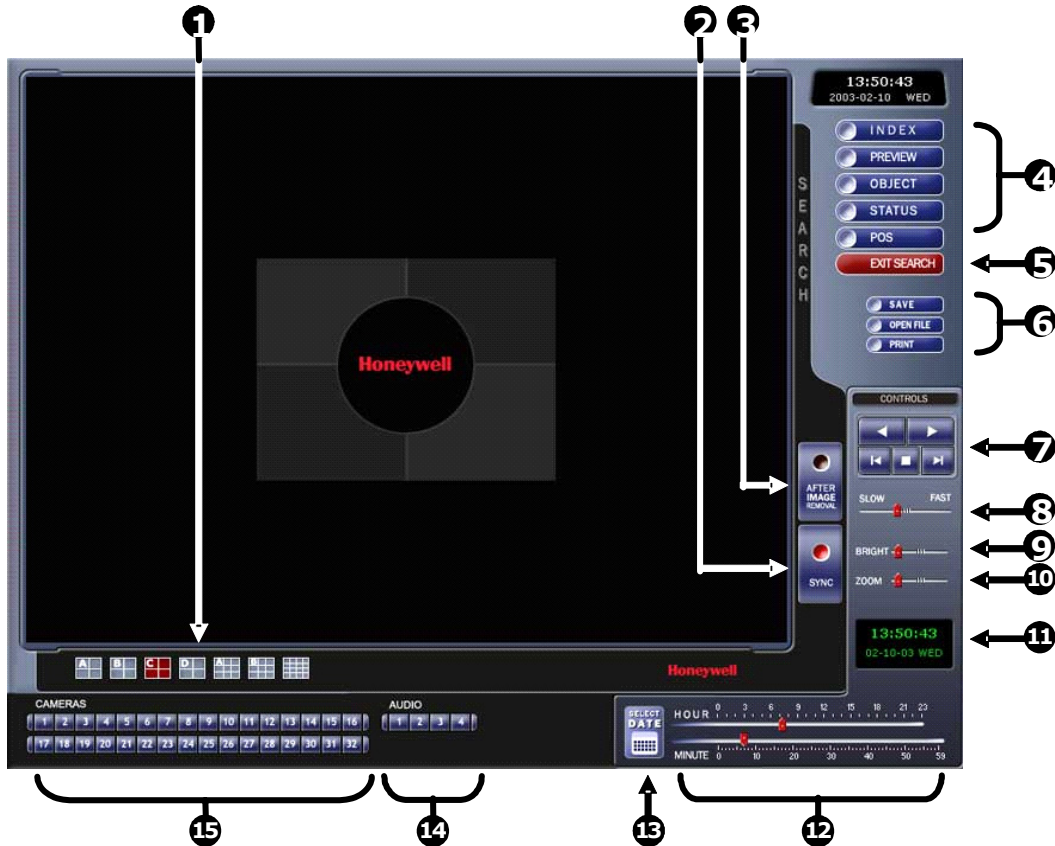 1 2 3
13:50:43
2003-02-10 WED
INDEX
PREVIEW
OBJECT
STATUS
POS
4
EXIT SEARCH
5
SEARCH
SAVE
OPEN FILE
PRINT
6
Honeywell
CONTROLS
7
AFTER
IMAGE
REMOVAL
SLOW FAST
8
BRIGHT
9
SYNC
ZOOM
10
13:50:43
02-10-03 WED
11
A B C D A B
Honeywell
CAMERAS
1 2 3 4 5 6 7 8 9 10 11 12 13 14 15 16
17 18 19 20 21 22 23 24 25 26 27 28 29 30 31 32
AUDIO
1 2 3 4
SELECT
DATE
HOUR 0 3 6 9 12 15 18 21 23
MINUTE 0 10 20 30 40 50 59
15 14 13 12